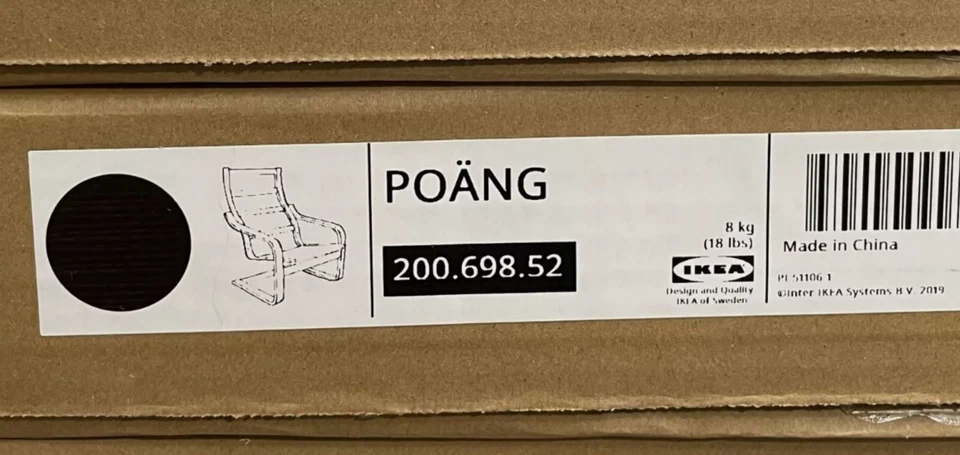 POÄNG
200.698.52
8 kg
(18 lbs)
IKEA
Design and Quality
IKEA of Sweden
Made in China
©Inter IKEA Systems B.V. 2019